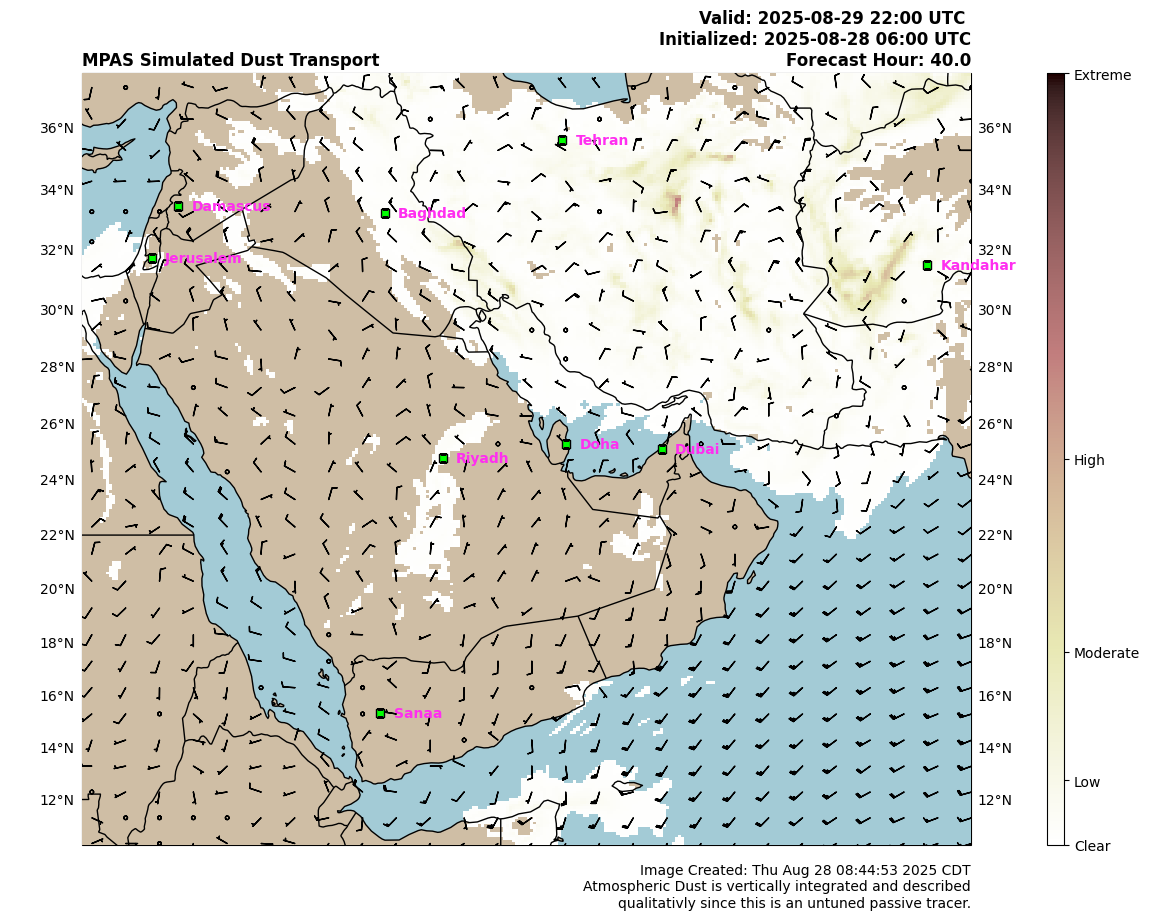 Valid: 2025-08-29 22:00 UTC
Initialized: 2025-08-28 06:00 UTC
MPAS Simulated Dust Transport
Forecast Hour: 40.0
Extreme
36°N
36°N
Tehran
34°N
34°N
Damascus
Baghdad
32°N
32°N
Jerusalem
Kandahar
30°N
30°N
28°N
28°N
26°N
26°N
Doha
Dubai
Riyadh
High
24°N
24°N
22°N
22°N
20°N
20°N
18°N
18°N
Moderate
16°N
16°N
Sanaa
14°N
14°N
Low
12°N
12°N
Clear
Image Created: Thu Aug 28 08:44:53 2025 CDT
Atmospheric Dust is vertically integrated and described
qualitativly since this is an untuned passive tracer.